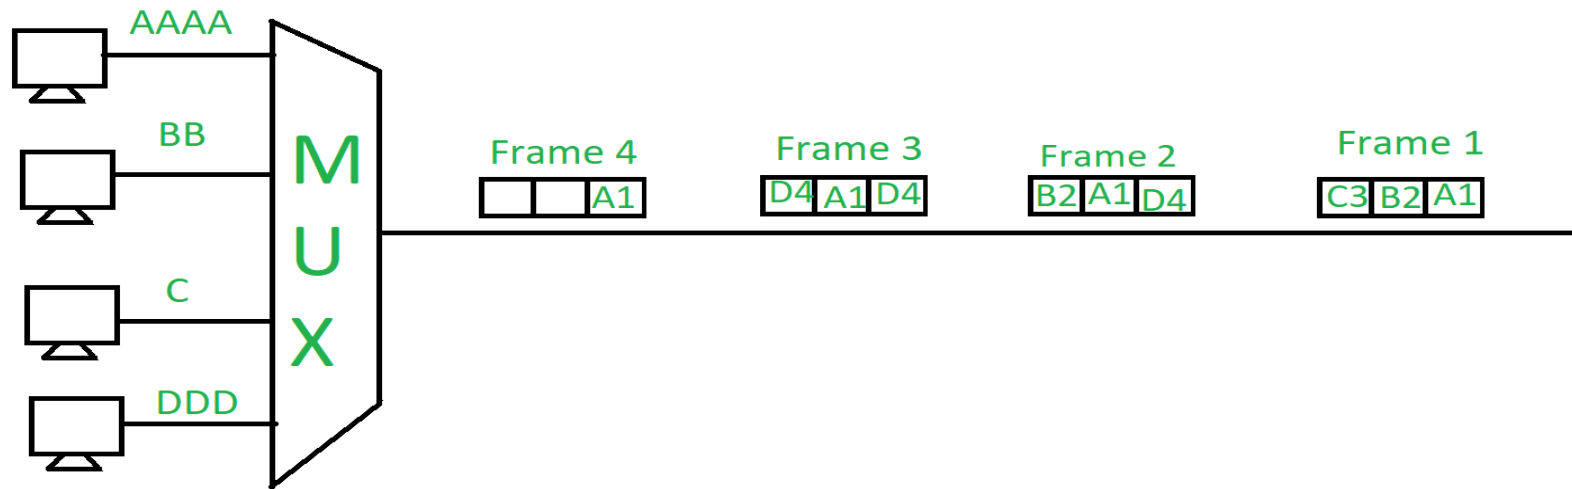 AAAA
BB
C
DDD
M
U
X
Frame 4
A1
Frame 3
D4 A1 D4
Frame 2
B2 A1 D4
Frame 1
C3 B2 A1